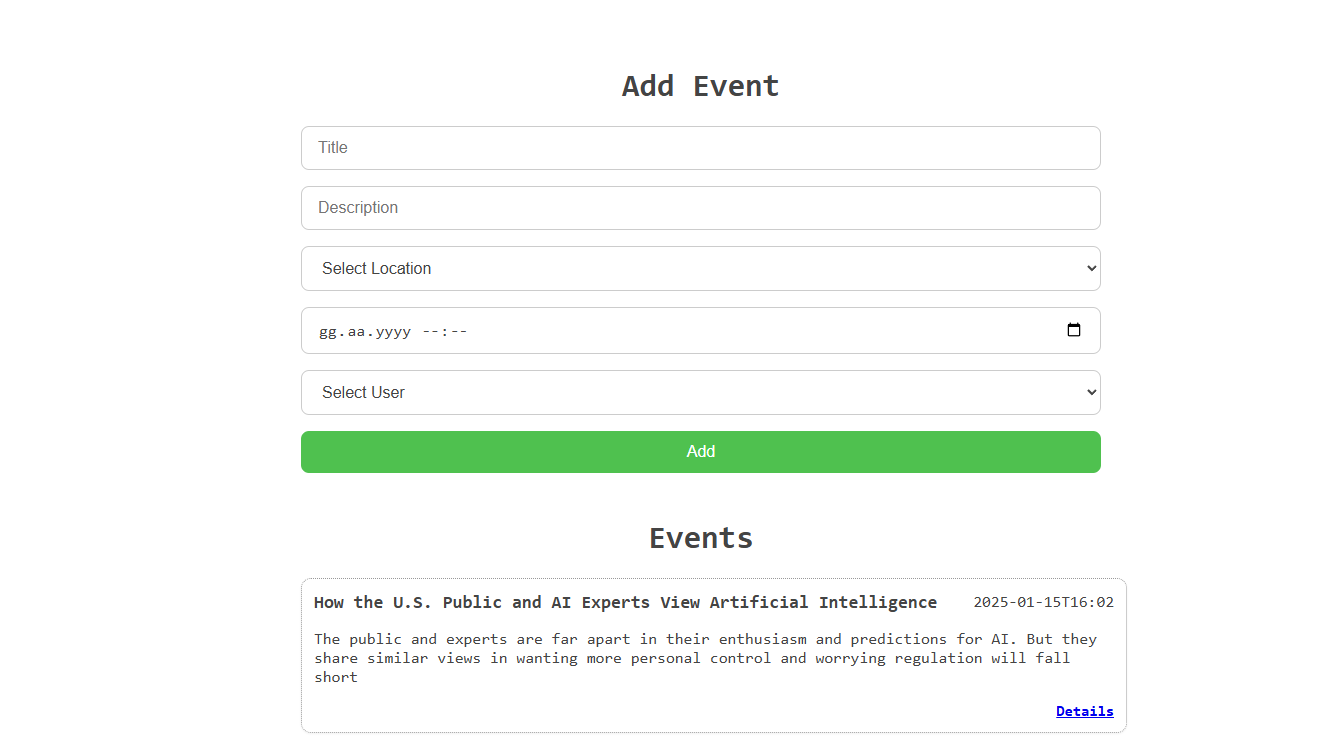 Add Event
Title
Description
Select Location
gg.aa.yyyy --:--
Select User
Add
Events
How the U.S. Public and AI Experts View Artificial Intelligence 2025-01-15T16:02
The public and experts are far apart in their enthusiasm and predictions for AI. But they
share similar views in wanting more personal control and worrying regulation will fall
short
Details